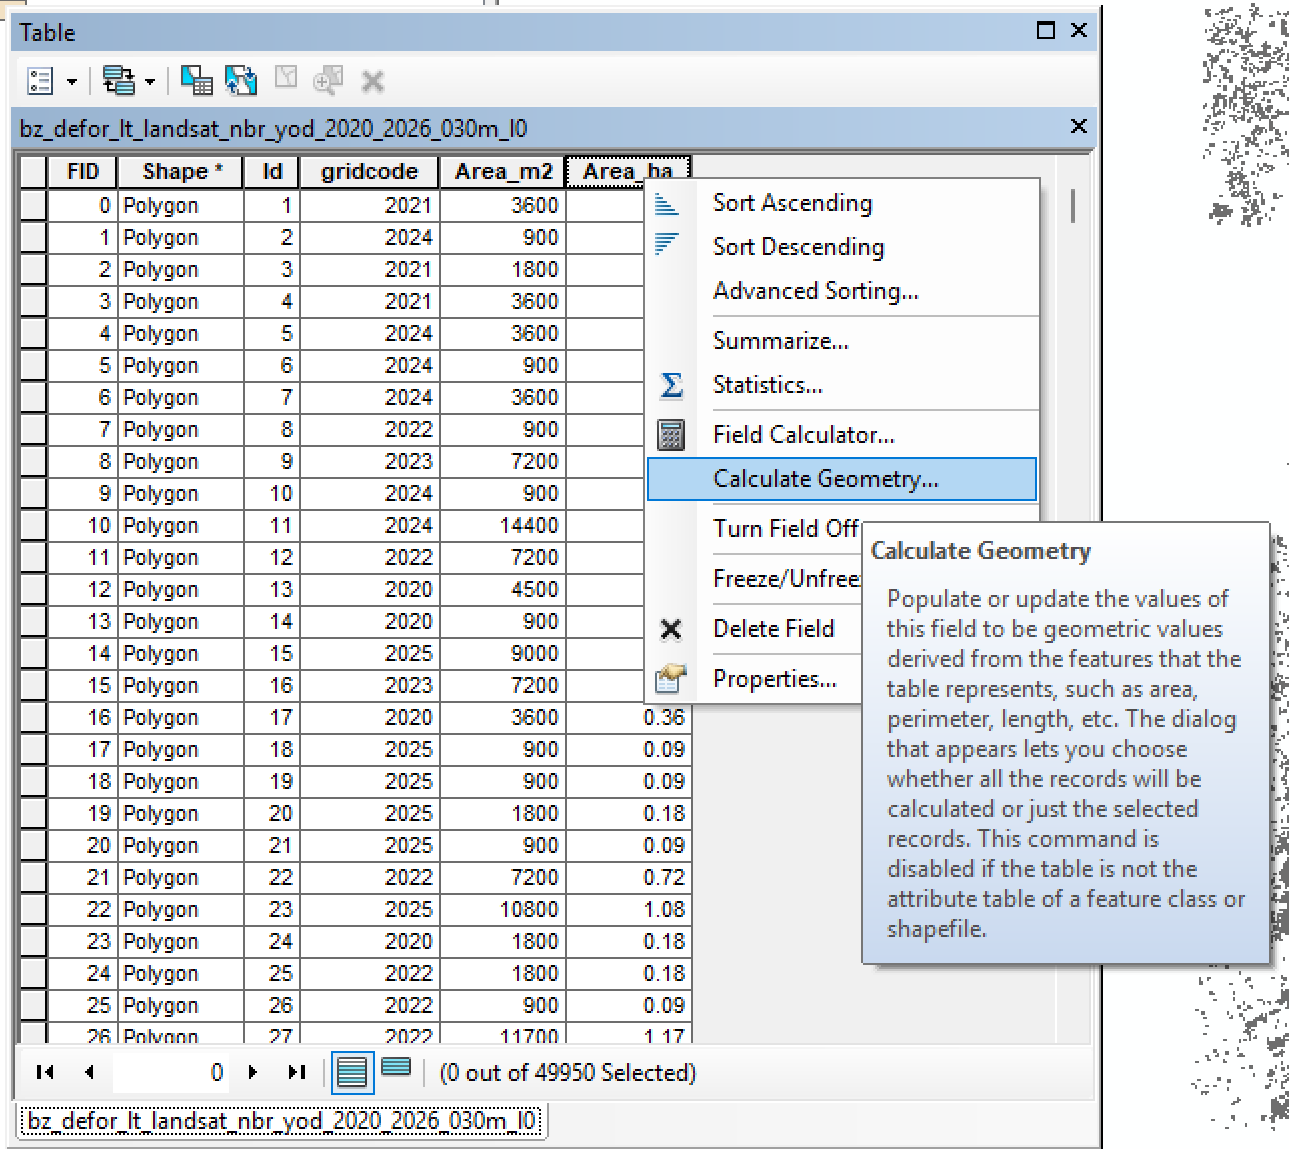 Table
bz_defor_lt_landsat_nbr_yod_2020_2026_030m_l0
FID Shape * Id gridcode Area_m2 Area_ha
0 Polygon 1 2021 3600
1 Polygon 2 2024 900
2 Polygon 3 2021 1800
3 Polygon 4 2021 3600
4 Polygon 5 2024 3600
5 Polygon 6 2024 900
6 Polygon 7 2024 3600
7 Polygon 8 2022 900
8 Polygon 9 2023 7200
9 Polygon 10 2024 900
10 Polygon 11 2024 14400
11 Polygon 12 2022 7200
12 Polygon 13 2020 4500
13 Polygon 14 2020 900
14 Polygon 15 2025 9000
15 Polygon 16 2023 7200
16 Polygon 17 2020 3600 0.36
17 Polygon 18 2025 900 0.09
18 Polygon 19 2025 900 0.09
19 Polygon 20 2025 1800 0.18
20 Polygon 21 2025 900 0.09
21 Polygon 22 2022 7200 0.72
22 Polygon 23 2025 10800 1.08
23 Polygon 24 2020 1800 0.18
24 Polygon 25 2022 1800 0.18
25 Polygon 26 2022 900 0.09
26 Polygon 27 2022 11700 1.17
Sort Ascending
Sort Descending
Advanced Sorting...
Summarize...
Statistics...
Field Calculator...
Calculate Geometry...
Turn Field Off
Freeze/Unfree
Delete Field
Properties...
Calculate Geometry
Populate or update the values of
this field to be geometric values
derived from the features that the
table represents, such as area,
perimeter, length, etc. The dialog
that appears lets you choose
whether all the records will be
calculated or just the selected
records. This command is
disabled if the table is not the
attribute table of a feature class or
shapefile.
0
(0 out of 49950 Selected)
bz_defor_lt_landsat_nbr_yod_2020_2026_030m_l0